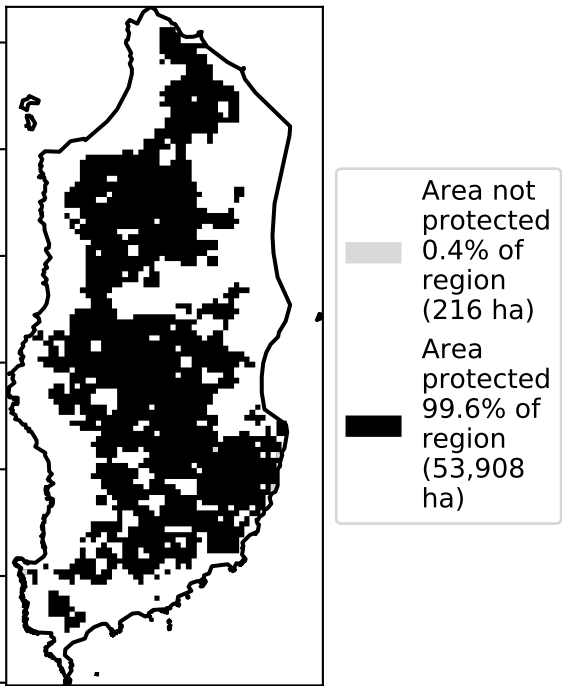 Area not
protected
0.4% of
region
(216 ha)
Area
protected
99.6% of
region
(53,908
ha)